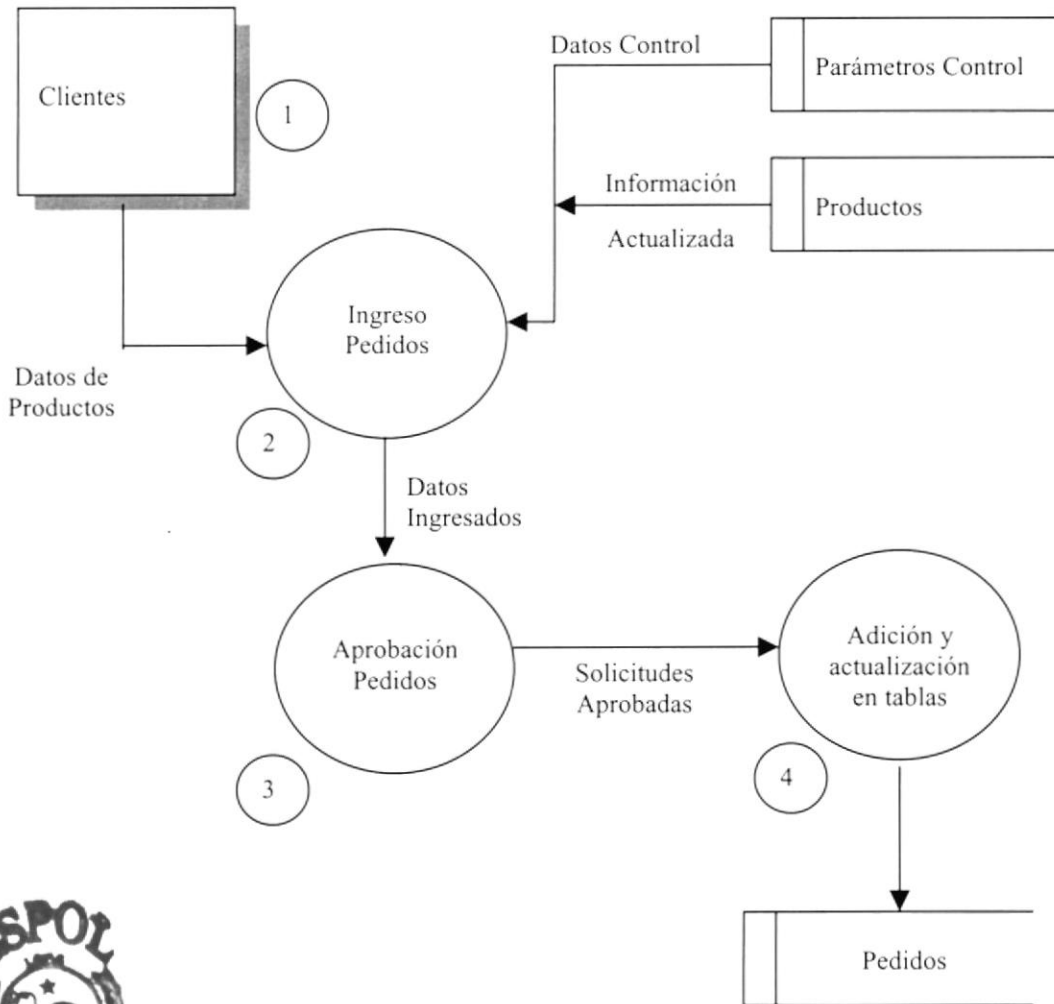 Clientes
1
Datos Control
Parámetros Control
Información
Actualizada
Productos
Ingreso
Pedidos
Datos de
Productos
2
Datos
Ingresados
Aprobación
Pedidos
Solicitudes
Aprobadas
Adición y
actualización
en tablas
3
4
SPOL
Pedidos